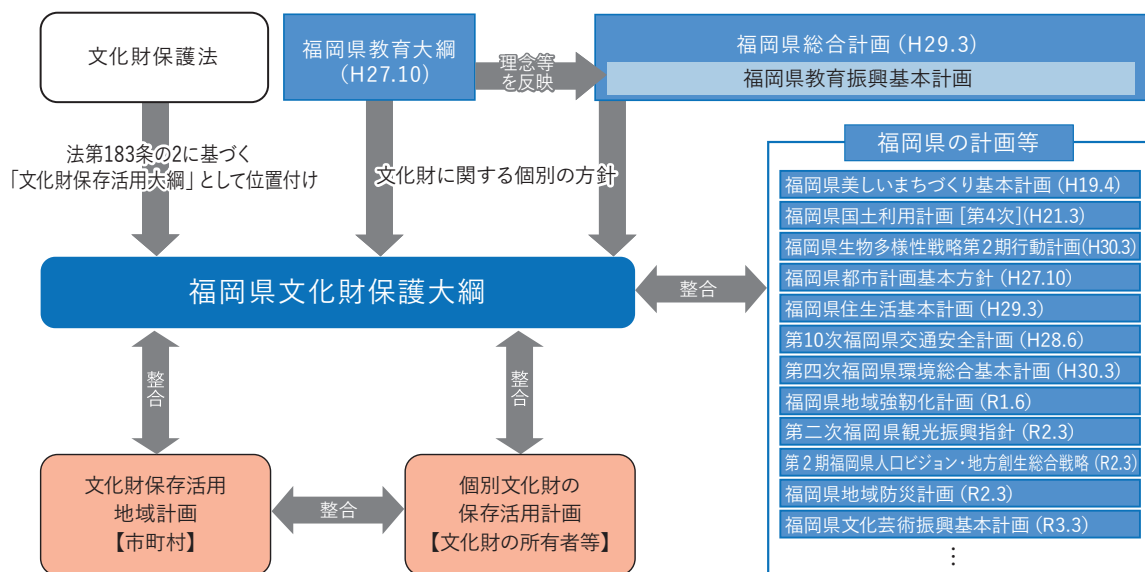 文化財保護法
福岡県教育大綱
(H27.10)
理念等
を反映
福岡県総合計画 (H29.3)
福岡県教育振興基本計画
法第183条の2に基づく
「文化財保存活用大綱」として位置付け
文化財に関する個別の方針
福岡県文化財保護大綱
整合
福岡県の計画等
福岡県美しいまちづくり基本計画 (H19.4)
福岡県国土利用計画 [第4次](H21.3)
福岡県生物多様性戦略第2期行動計画(H30.3)
福岡県都市計画基本方針 (H27.10)
福岡県住生活基本計画 (H29.3)
第10次福岡県交通安全計画 (H28.6)
第四次福岡県環境総合基本計画 (H30.3)
福岡県地域強靭化計画 (R1.6)
第二次福岡県観光振興指針 (R2.3)
第2期福岡県人口ビジョン・地方創生総合戦略 (R2.3)
福岡県地域防災計画 (R2.3)
福岡県文化芸術振興基本計画 (R3.3)
⋮
整合
整合
文化財保存活用
地域計画
【市町村】
整合
個別文化財の
保存活用計画
【文化財の所有者等】